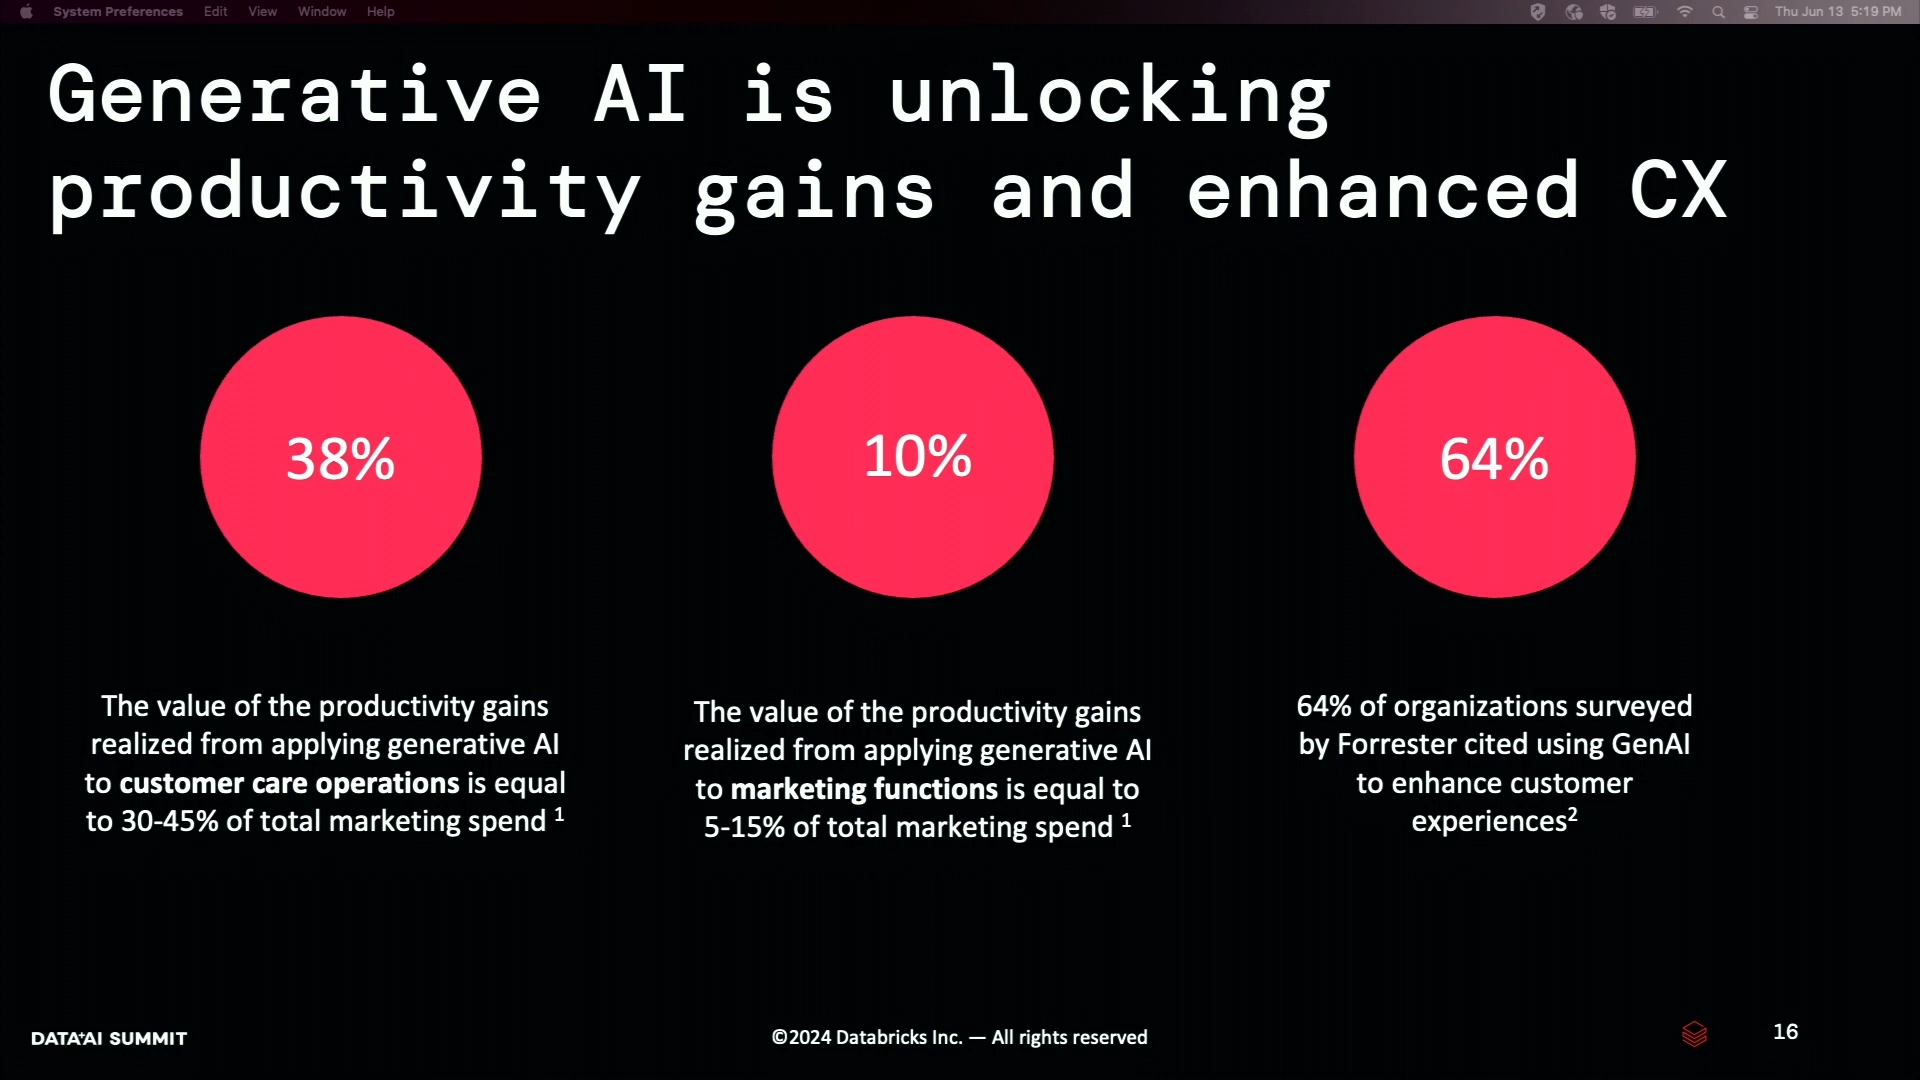 System Preferences Edit View Window Help
Thu Jun 13 5:19 PM
Generative AI is unlocking
productivity gains and enhanced CX
38%
10%
64%
The value of the productivity gains
realized from applying generative AI
to customer care operations is equal
to 30-45% of total marketing spend 1
The value of the productivity gains
realized from applying generative AI
to marketing functions is equal to
5-15% of total marketing spend 1
64% of organizations surveyed
by Forrester cited using GenAI
to enhance customer
experiences2
DATA+AI SUMMIT
©2024 Databricks Inc. — All rights reserved
16